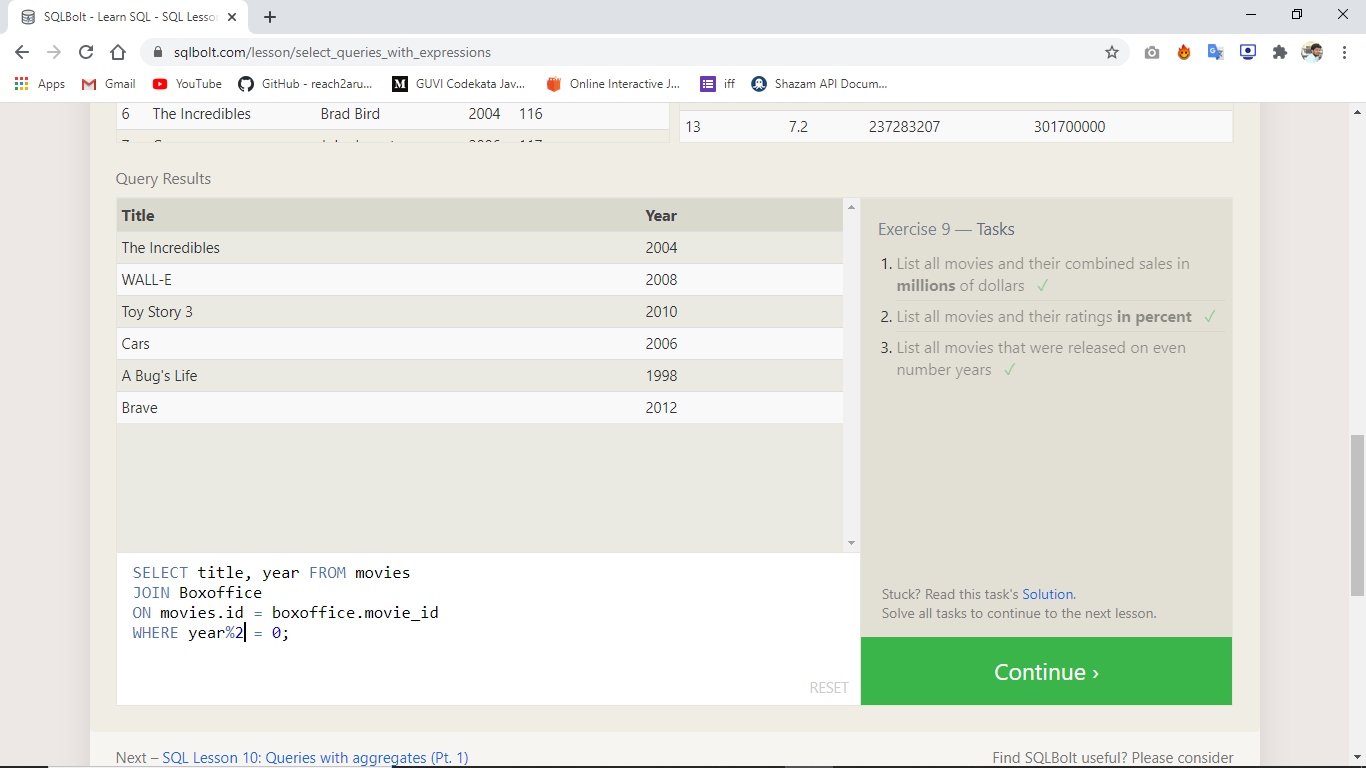 SQLBolt - Learn SQL - SQL Lesson
sqlbolt.com/lesson/select_queries_with_expressions
Apps Gmail YouTube GitHub - reach2aru... GUVI Codekata Jav... Online Interactive J... iff Shazam API Docum...
6 The Incredibles Brad Bird 2004 116
13 7.2 237283207 301700000
Query Results
Title Year
The Incredibles 2004
WALL-E 2008
Toy Story 3 2010
Cars 2006
A Bug's Life 1998
Brave 2012
Exercise 9 — Tasks
1. List all movies and their combined sales in
millions of dollars ✓
2. List all movies and their ratings in percent ✓
3. List all movies that were released on even
number years ✓
SELECT title, year FROM movies
JOIN Boxoffice
ON movies.id = boxoffice.movie_id
WHERE year%2 = 0;
RESET
Stuck? Read this task's Solution.
Solve all tasks to continue to the next lesson.
Continue ›
Next – SQL Lesson 10: Queries with aggregates (Pt. 1)
Find SQLBolt useful? Please consider